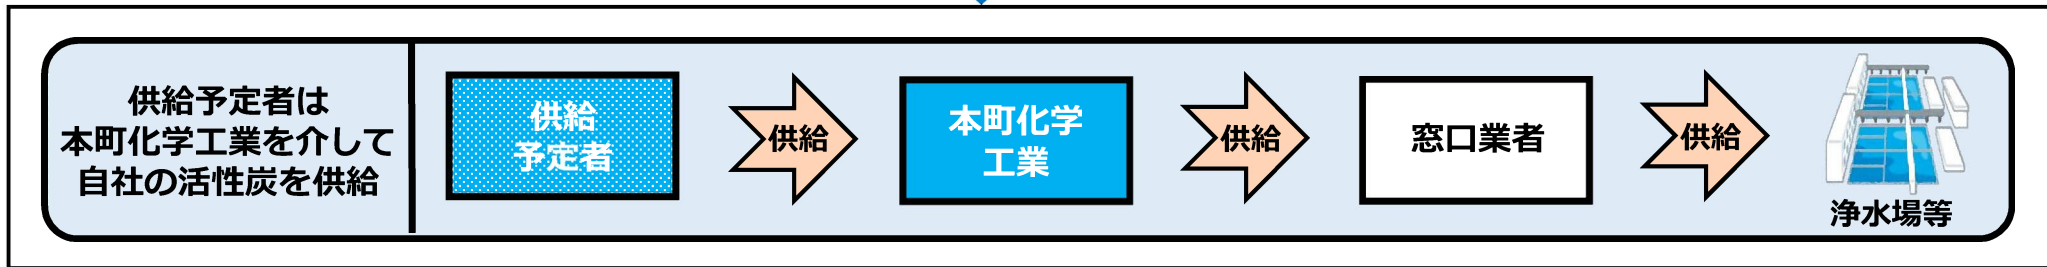 供給予定者は
本町化学工業を介して
自社の活性炭を供給
供給
予定者
供給
本町化学
工業
供給
窓口業者
供給
浄水場等